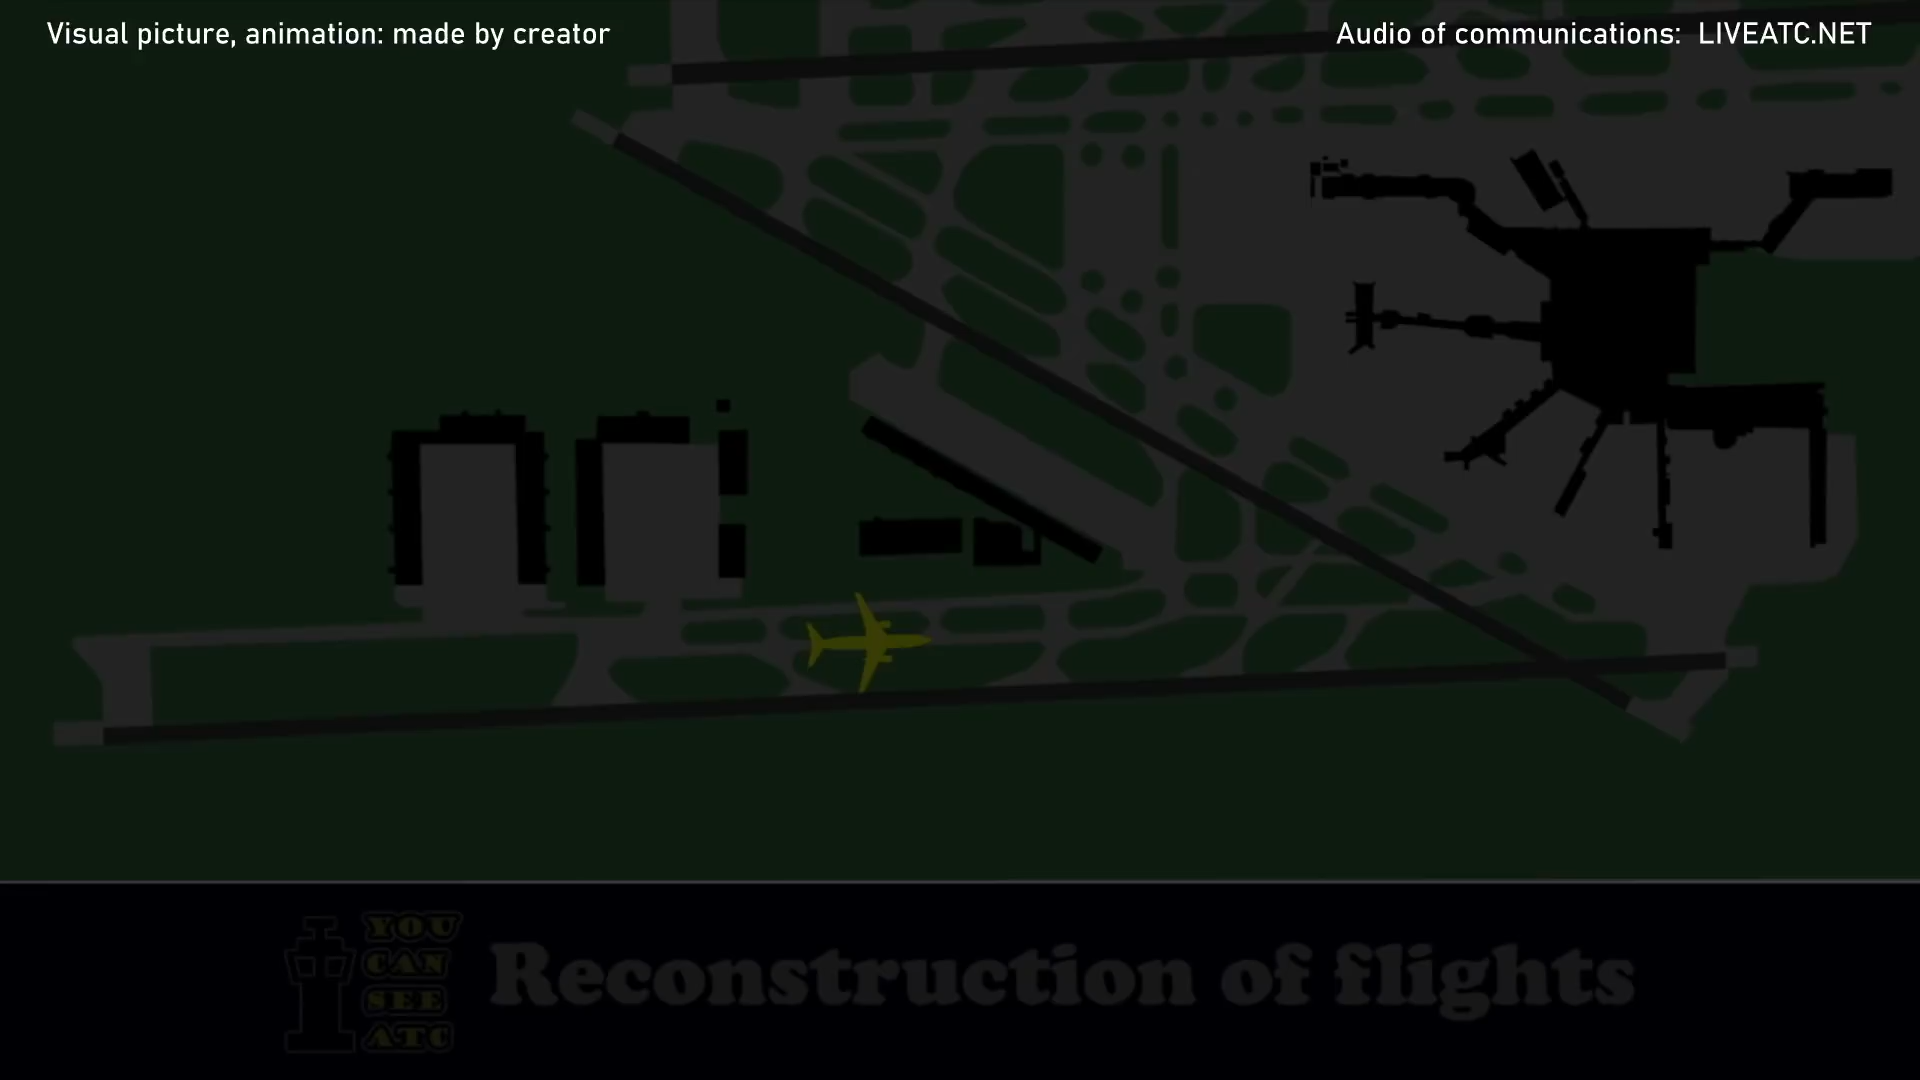 Visual picture, animation: made by creator
Audio of communications: LIVEATC.NET
YOU
CAN
SEE
ATC
Reconstruction of flights